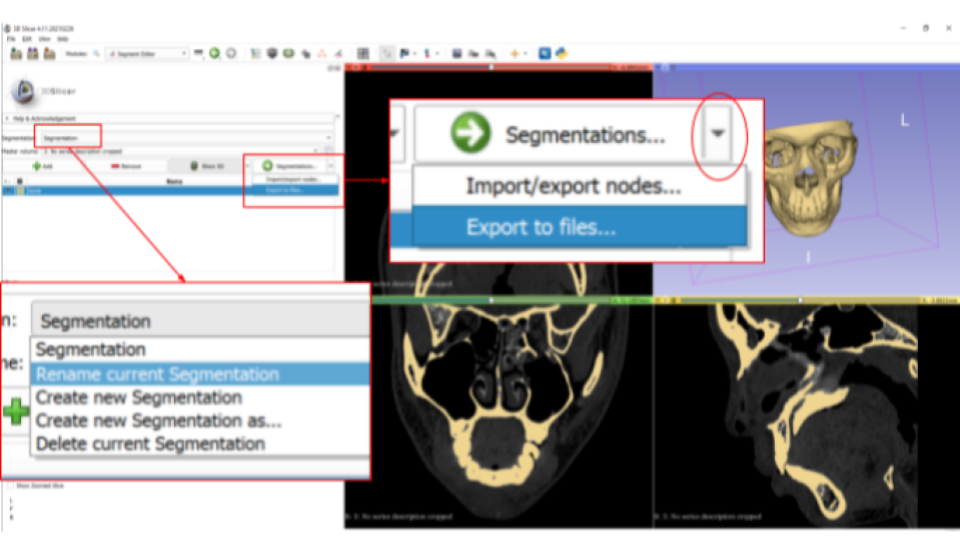 3D Slicer 4.11.20210226
File Edit View Help
Modules: Segment Editor
3DSlicer
Help & Acknowledgement
Segmentation: Segmentation
Master volume: 3: No series description cropped
Add Remove Show 3D Segmentations...
Import/export nodes...
Export to files...
Name
Segmentations...
Import/export nodes...
Export to files...
L
I
n: Segmentation
Segmentation
ne: Rename current Segmentation
Create new Segmentation
Create new Segmentation as...
Delete current Segmentation
Show Zoomed Slice
L
F
B
B: 3: No series description cropped
B: 3: No series description cropped